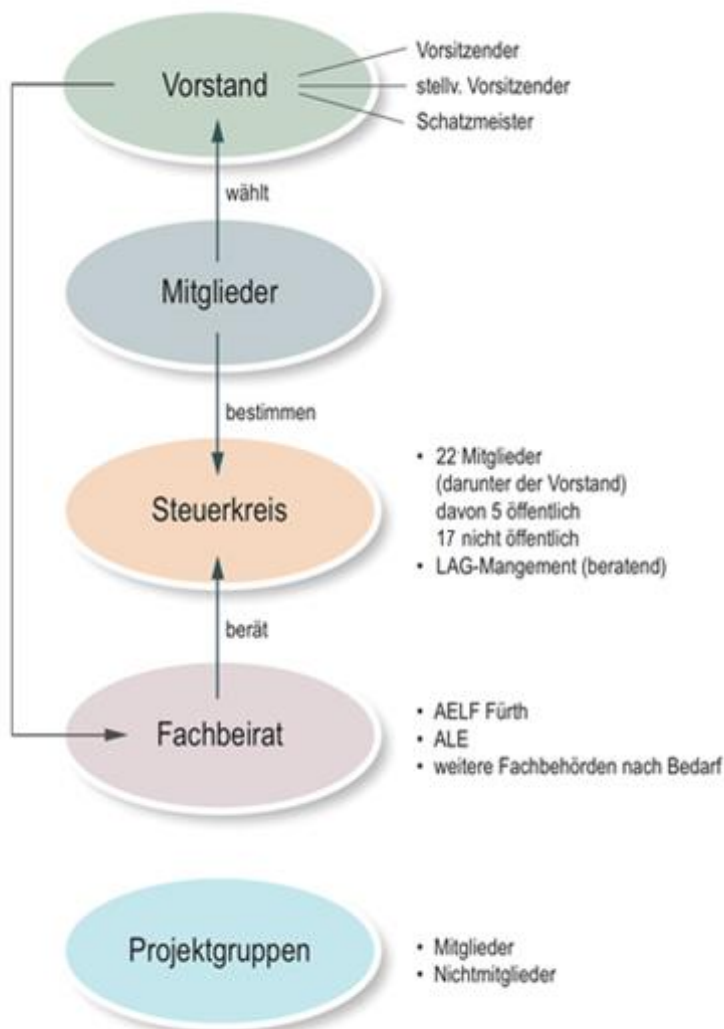 Vorstand
Vorsitzender
stellv. Vorsitzender
Schatzmeister
wählt
Mitglieder
bestimmen
Steuerkreis
• 22 Mitglieder
(darunter der Vorstand)
davon 5 öffentlich
17 nicht öffentlich
• LAG-Mangement (beratend)
berät
Fachbeirat
• AELF Fürth
• ALE
• weitere Fachbehörden nach Bedarf
Projektgruppen
• Mitglieder
• Nichtmitglieder